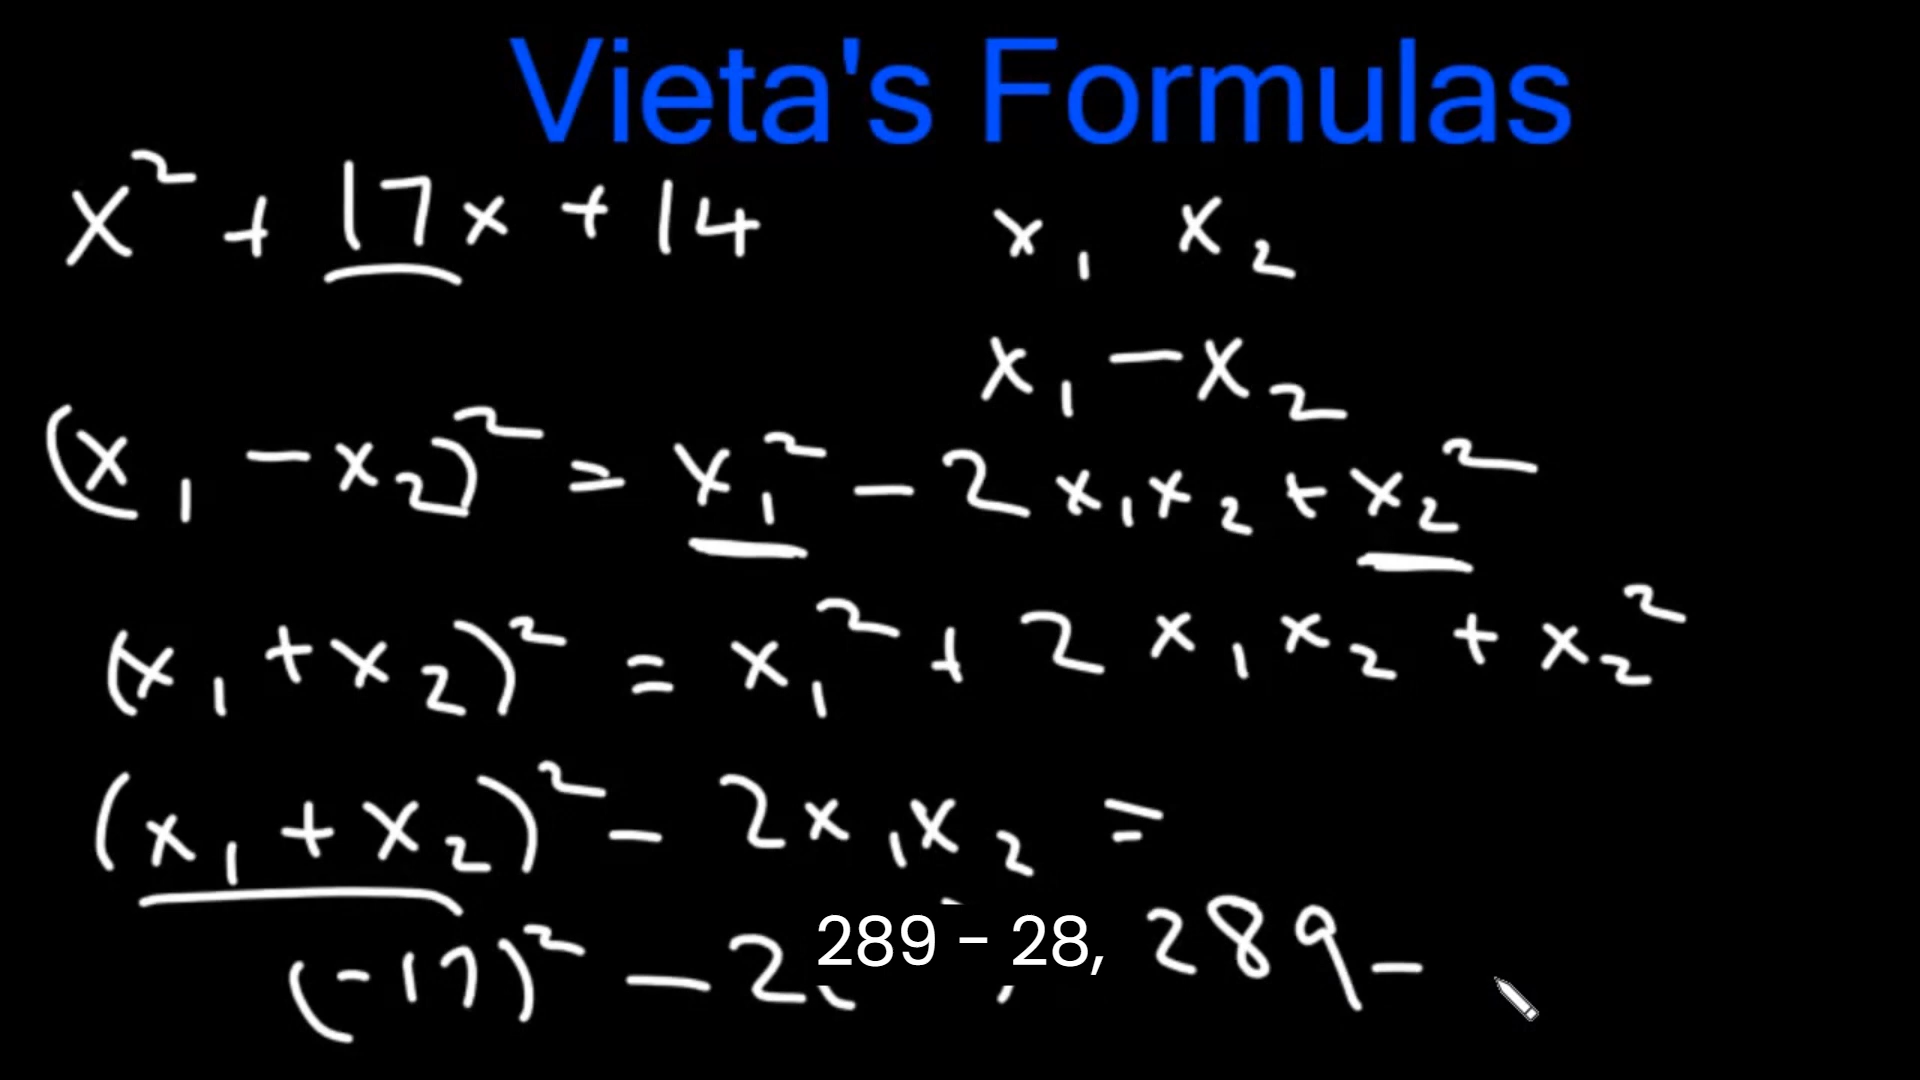 Vieta's Formulas
x² + 17x + 14 x₁ x₂
x₁ - x₂
(x₁ - x₂)² = x₁² - 2x₁x₂ + x₂²
(x₁ + x₂)² = x₁² + 2x₁x₂ + x₂²
(x₁ + x₂)² - 2x₁x₂ =
(-17)² - 2( 289 - 28, 289 -